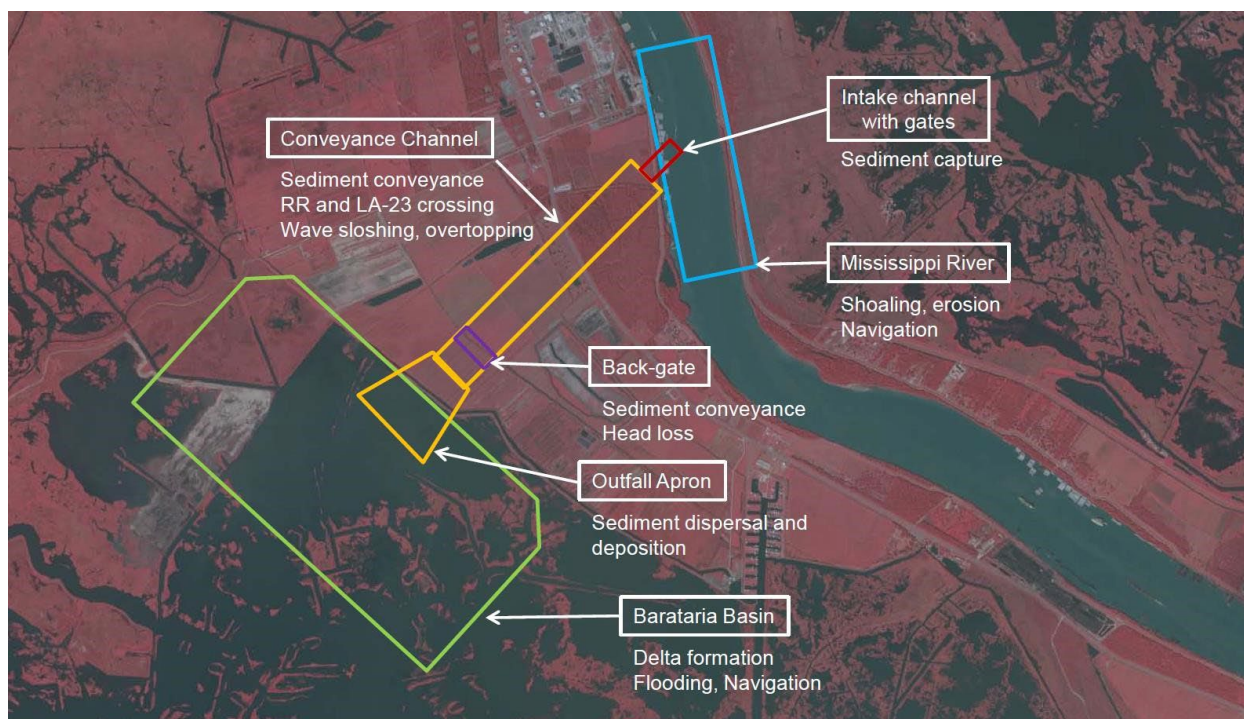 Conveyance Channel
Sediment conveyance
RR and LA-23 crossing
Wave sloshing, overtopping
Intake channel
with gates
Sediment capture
Mississippi River
Shoaling, erosion
Navigation
Back-gate
Sediment conveyance
Head loss
Outfall Apron
Sediment dispersal and
deposition
Barataria Basin
Delta formation
Flooding, Navigation